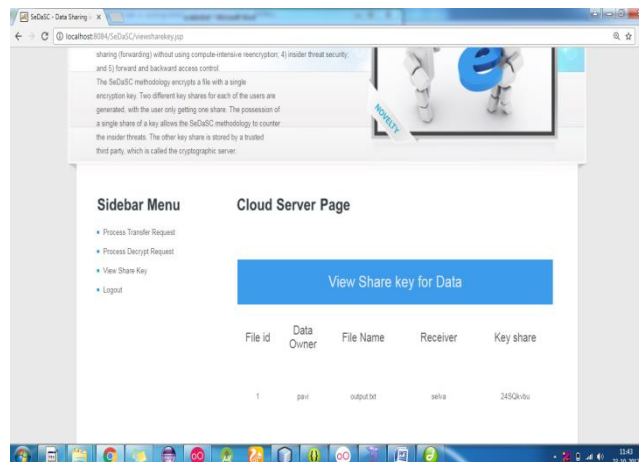 SeDaSC - Data Sharing
localhost:8084/SeDaSC/viewsharekey.jsp
sharing (forwarding) without using compute-intensive reencryption; 4) insider threat security;
and 5) forward and backward access control.
The SeDaSC methodology encrypts a file with a single
encryption key. Two different key shares for each of the users are
generated, with the user only getting one share. The possession of
a single share of a key allows the SeDaSC methodology to counter
the insider threats. The other key share is stored by a trusted
third party, which is called the cryptographic server.
NOVELTY
Sidebar Menu
Process Transfer Request
Process Decrypt Request
View Share Key
Logout
Cloud Server Page
View Share key for Data
File id Data Owner File Name Receiver Key share
1 pavi output.txt selva 24SQkvbu
11:43